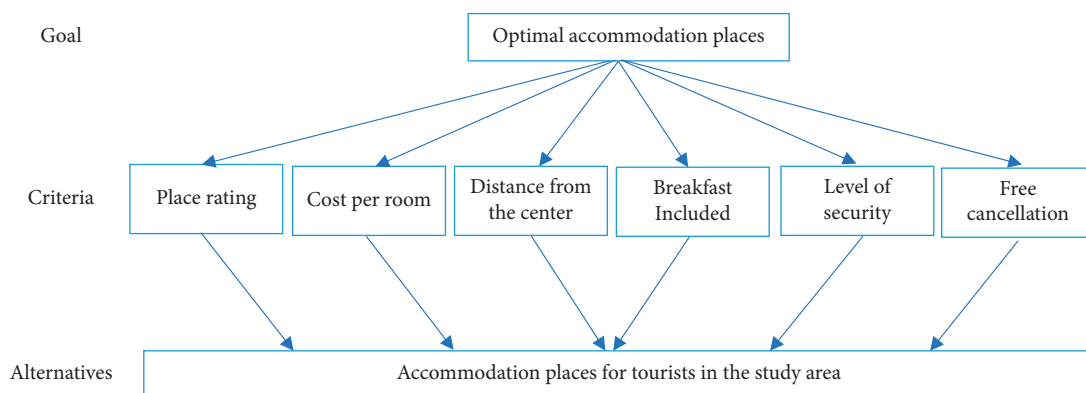 Goal
Optimal accommodation places
Criteria
Place rating
Cost per room
Distance from
the center
Breakfast
Included
Level of
security
Free
cancellation
Alternatives
Accommodation places for tourists in the study area